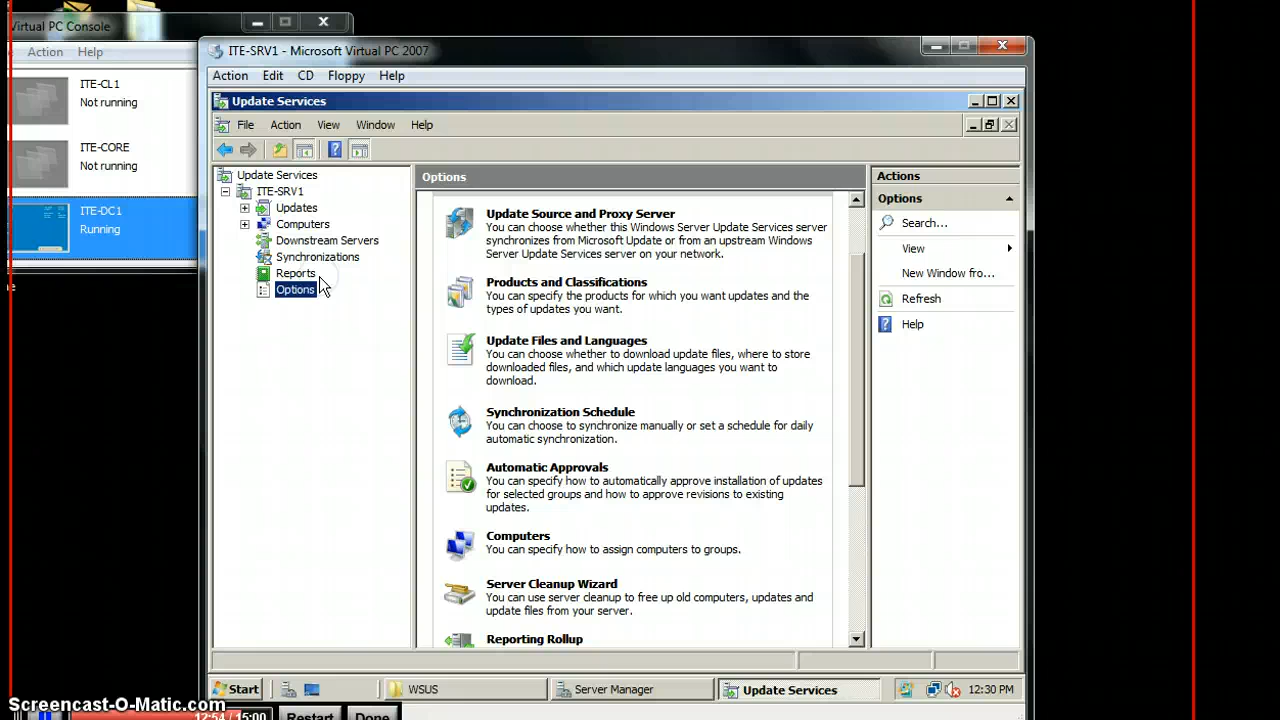 Virtual PC Console
Action Help
ITE-CL1
Not running
ITE-CORE
Not running
ITE-DC1
Running
ITE-SRV1 - Microsoft Virtual PC 2007
Action Edit CD Floppy Help
Update Services
File Action View Window Help
Update Services
ITE-SRV1
Updates
Computers
Downstream Servers
Synchronizations
Reports
Options
Options
Update Source and Proxy Server
You can choose whether this Windows Server Update Services server
synchronizes from Microsoft Update or from an upstream Windows
Server Update Services server on your network.
Products and Classifications
You can specify the products for which you want updates and the
types of updates you want.
Update Files and Languages
You can choose whether to download update files, where to store
downloaded files, and which update languages you want to
download.
Synchronization Schedule
You can choose to synchronize manually or set a schedule for daily
automatic synchronization.
Automatic Approvals
You can specify how to automatically approve installation of updates
for selected groups and how to approve revisions to existing
updates.
Computers
You can specify how to assign computers to groups.
Server Cleanup Wizard
You can use server cleanup to free up old computers, updates and
update files from your server.
Reporting Rollup
Actions
Options
Search...
View
New Window fro...
Refresh
Help
Start WSUS Server Manager Update Services 12:30 PM
Screencast-O-Matic.com
12:54 / 15:00 Restart Done